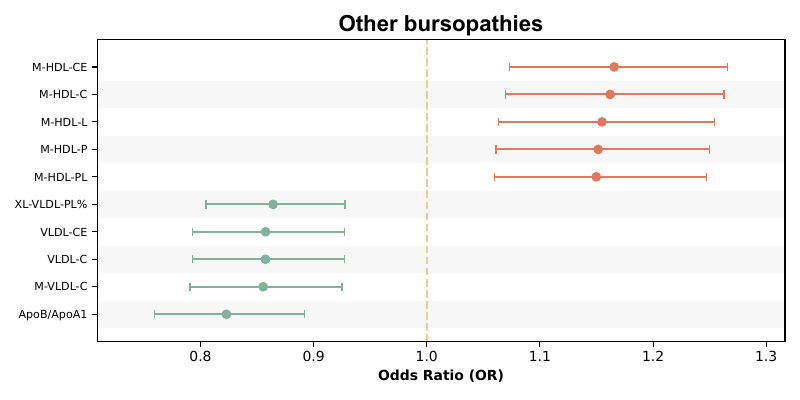 Other bursopathies
M-HDL-CE
M-HDL-C
M-HDL-L
M-HDL-P
M-HDL-PL
XL-VLDL-PL%
VLDL-CE
VLDL-C
M-VLDL-C
ApoB/ApoA1
0.8 0.9 1.0 1.1 1.2 1.3
Odds Ratio (OR)